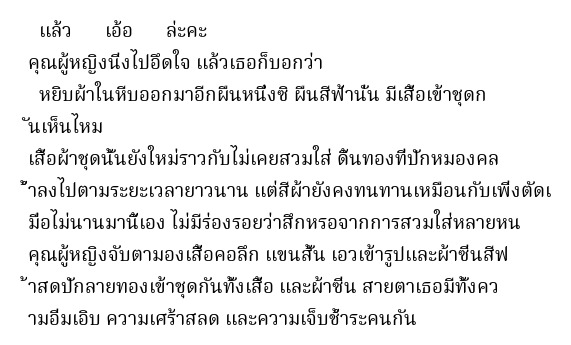 แล้ว เอ้อ ล่ะคะ
คุณผู้หญิงนิ่งไปอึดใจ แล้วเธอก็บอกว่า
หยิบผ้าในหีบออกมาอีกผืนหนึ่งซิ ผืนสีฟ้านั้น มีเสื้อเข้าชุดก
ันเห็นไหม
เสื้อผ้าชุดนั้นยังใหม่ราวกับไม่เคยสวมใส่ ดิ้นทองที่ปักหมองคล
้ำลงไปตามระยะเวลายาวนาน แต่สีผ้ายังคงทนทานเหมือนกับเพิ่งตัดเ
มื่อไม่นานมานี้เอง ไม่มีร่องรอยว่าสึกหรอจากการสวมใส่หลายหน
คุณผู้หญิงจับตามองเสื้อคอลึก แขนสั้น เอวเข้ารูปและผ้าซิ่นสีฟ
้าสดปักลายทองเข้าชุดกันทั้งเสื้อ และผ้าซิ่น สายตาเธอมีทั้งคว
ามอิ่มเอิบ ความเศร้าสลด และความเจ็บช้ำระคนกัน